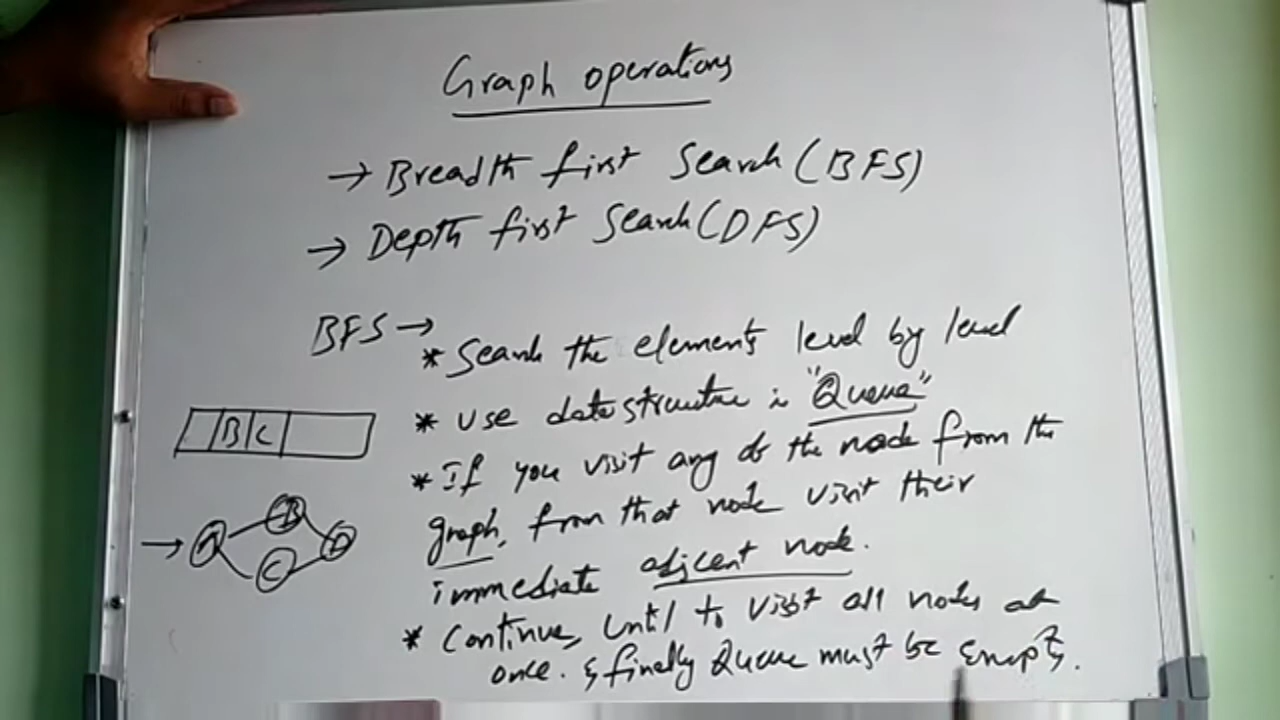 Graph operations
→ Breadth first Search (BFS)
→ Depth first Search (DFS)
BFS →
* Search the elements level by level
* use data structure is "Queue"
* If you visit any of the node from the
graph, from that node visit their
immediate adjcent node.
* Continue, until to visit all nodes at
once. & finally Queue must be Empty.
B C
A B C D